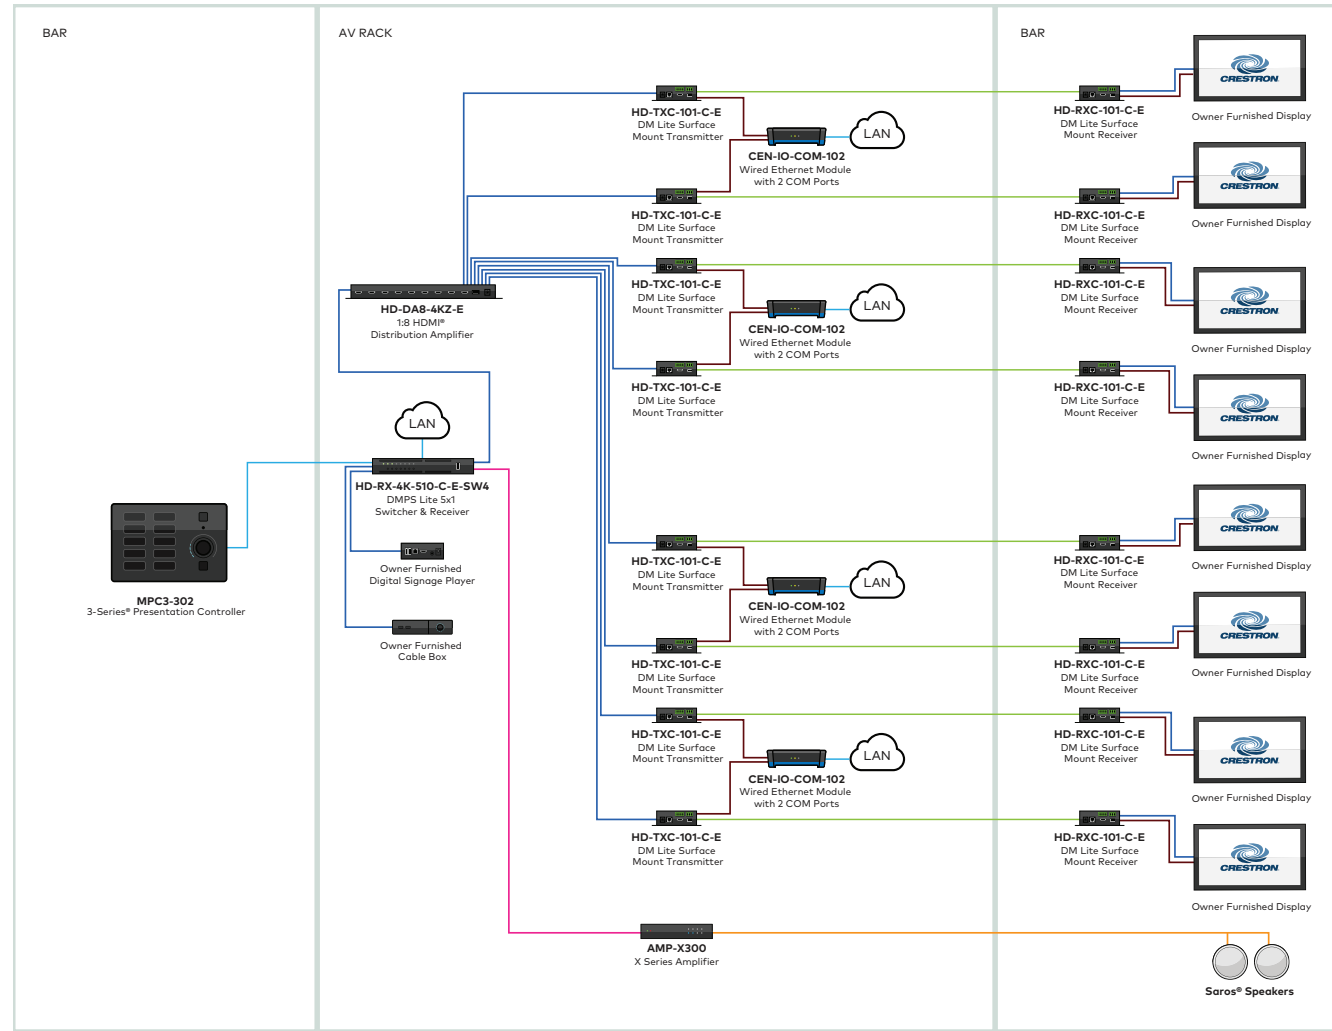 BAR
AV RACK
BAR
HD-TXC-101-C-E
DM Lite Surface
Mount Transmitter
LAN
CEN-IO-COM-102
Wired Ethernet Module
with 2 COM Ports
HD-RXC-101-C-E
DM Lite Surface
Mount Receiver
CRESTRON
Owner Furnished Display
HD-TXC-101-C-E
DM Lite Surface
Mount Transmitter
HD-RXC-101-C-E
DM Lite Surface
Mount Receiver
CRESTRON
Owner Furnished Display
HD-TXC-101-C-E
DM Lite Surface
Mount Transmitter
LAN
CEN-IO-COM-102
Wired Ethernet Module
with 2 COM Ports
HD-RXC-101-C-E
DM Lite Surface
Mount Receiver
CRESTRON
Owner Furnished Display
HD-DA8-4KZ-E
1:8 HDMI®
Distribution Amplifier
HD-TXC-101-C-E
DM Lite Surface
Mount Transmitter
HD-RXC-101-C-E
DM Lite Surface
Mount Receiver
CRESTRON
Owner Furnished Display
LAN
HD-RX-4K-510-C-E-SW4
DMPS Lite 5x1
Switcher & Receiver
Owner Furnished
Digital Signage Player
Owner Furnished
Cable Box
MPC3-302
3-Series® Presentation Controller
HD-TXC-101-C-E
DM Lite Surface
Mount Transmitter
LAN
CEN-IO-COM-102
Wired Ethernet Module
with 2 COM Ports
HD-RXC-101-C-E
DM Lite Surface
Mount Receiver
CRESTRON
Owner Furnished Display
HD-TXC-101-C-E
DM Lite Surface
Mount Transmitter
HD-RXC-101-C-E
DM Lite Surface
Mount Receiver
CRESTRON
Owner Furnished Display
HD-TXC-101-C-E
DM Lite Surface
Mount Transmitter
LAN
CEN-IO-COM-102
Wired Ethernet Module
with 2 COM Ports
HD-RXC-101-C-E
DM Lite Surface
Mount Receiver
CRESTRON
Owner Furnished Display
HD-TXC-101-C-E
DM Lite Surface
Mount Transmitter
HD-RXC-101-C-E
DM Lite Surface
Mount Receiver
CRESTRON
Owner Furnished Display
AMP-X300
X Series Amplifier
Saros® Speakers